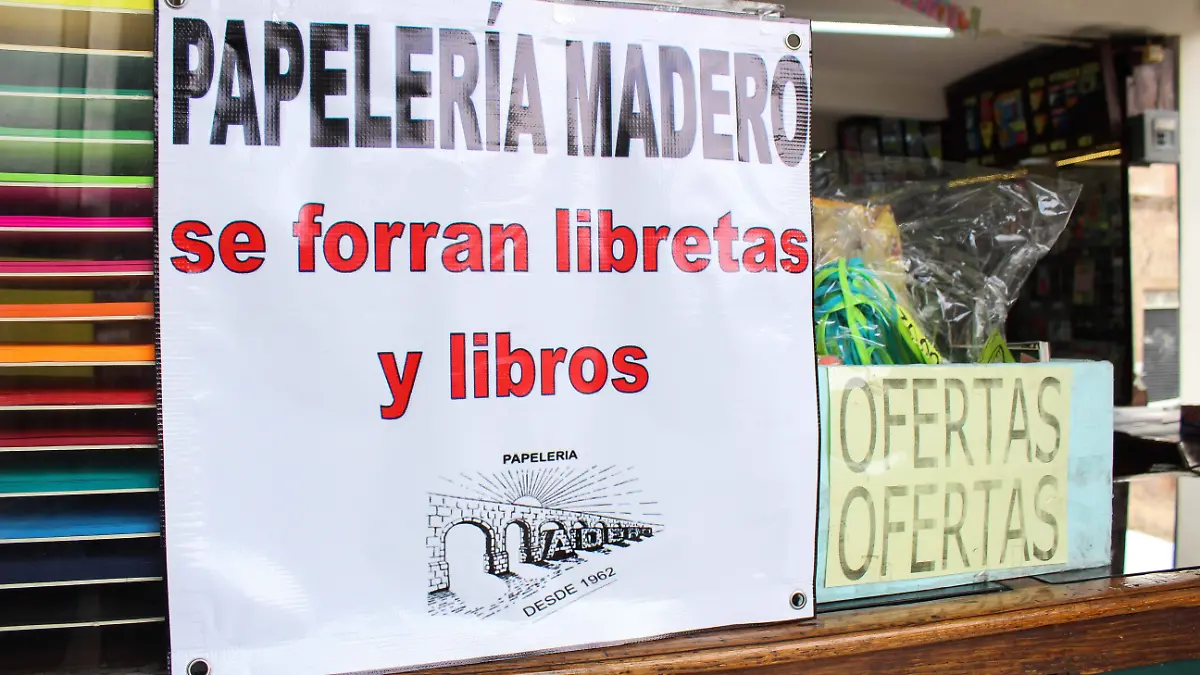 PAPELERÍA MADERO
se forran libretas
y libros
PAPELERIA
MADERO
DESDE 1962
OFERTAS
OFERTAS